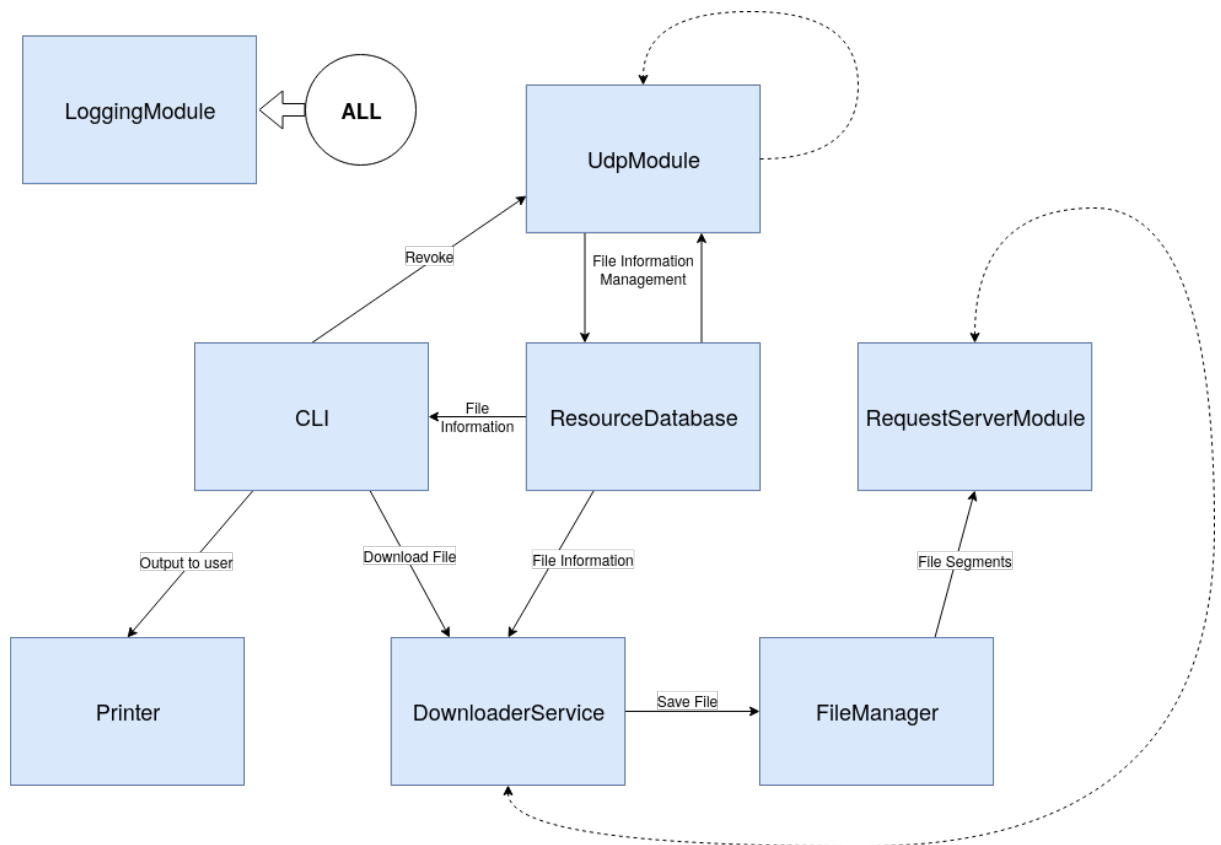 LoggingModule
ALL
UdpModule
Revoke
File Information
Management
CLI
File
Information
ResourceDatabase
RequestServerModule
Output to user
Download File
File Information
File Segments
Printer
DownloaderService
Save File
FileManager